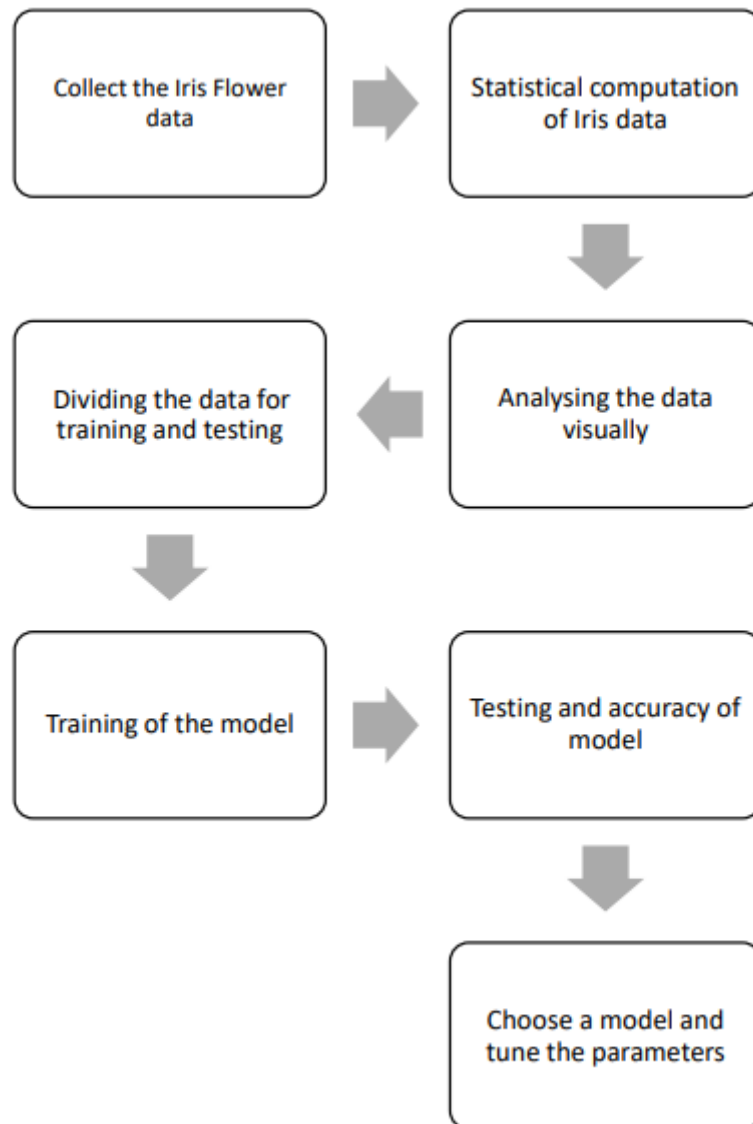 Collect the Iris Flower
data
Statistical computation
of Iris data
Analysing the data
visually
Dividing the data for
training and testing
Training of the model
Testing and accuracy of
model
Choose a model and
tune the parameters